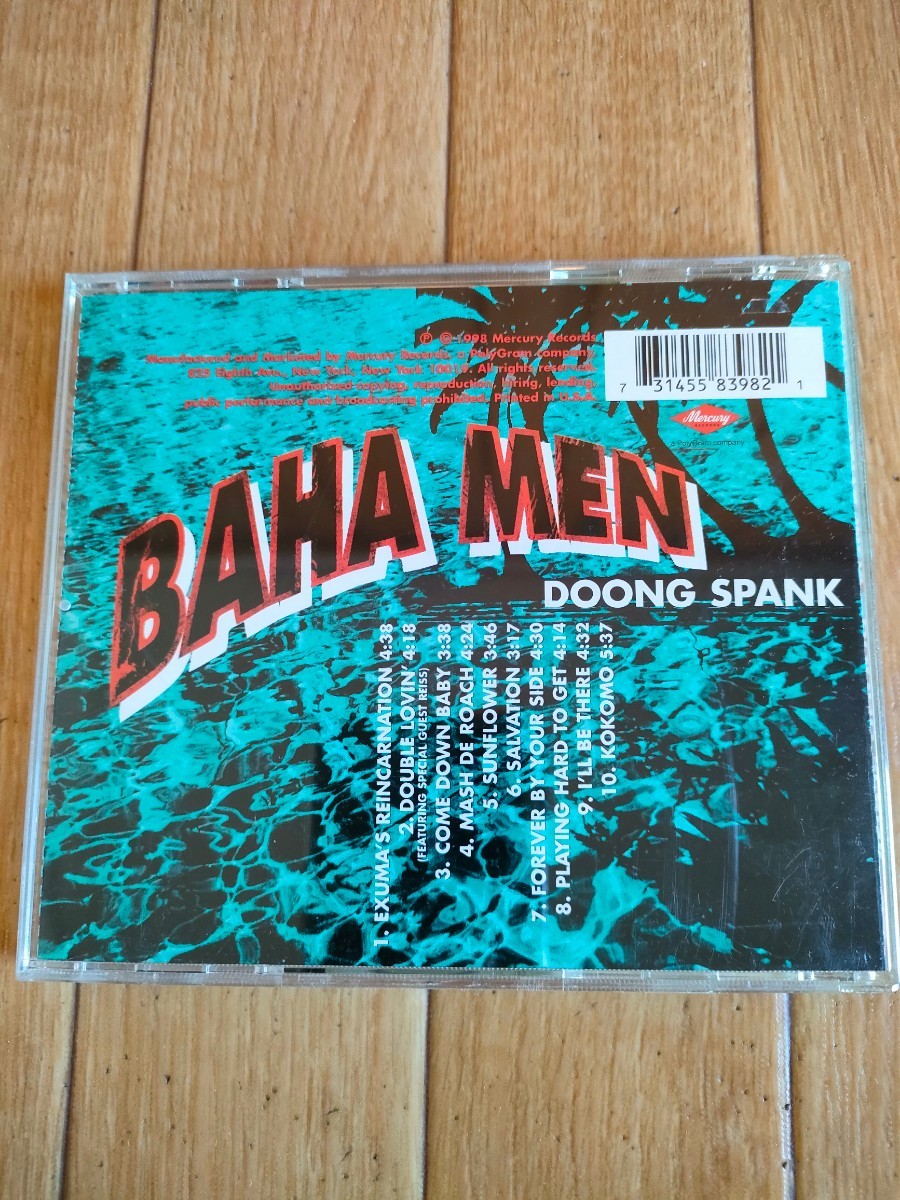 ℗ © 1998 Mercury Records
Manufactured and Marketed by Mercury Records, a PolyGram company,
825 Eighth Ave., New York, New York 10019. All rights reserved.
Unauthorized copying, reproduction, hiring, lending,
public performance and broadcasting prohibited. Printed in U.S.A.
7 31455 83982 1
Mercury
RECORDS
a PolyGram company
BAHA MEN
DOONG SPANK
1. EXUMA'S REINCARNATION 4:38
2. DOUBLE LOVIN' 4:18
(FEATURING SPECIAL GUEST REISS)
3. COME DOWN BABY 3:38
4. MASH DE ROACH 4:24
5. SUNFLOWER 3:46
6. SALVATION 3:17
7. FOREVER BY YOUR SIDE 4:30
8. PLAYING HARD TO GET 4:14
9. I'LL BE THERE 4:32
10. KOKOMO 5:37